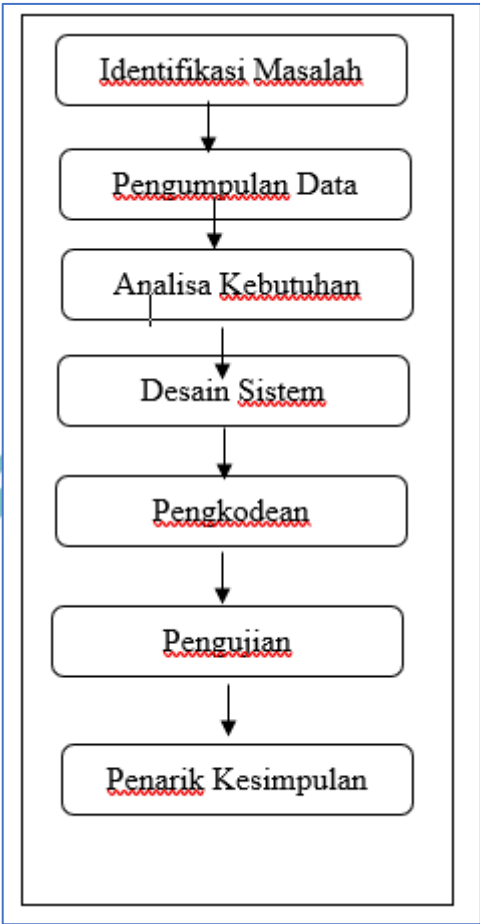 Identifikasi Masalah
Pengumpulan Data
Analisa Kebutuhan
Desain Sistem
Pengkodean
Pengujian
Penarik Kesimpulan